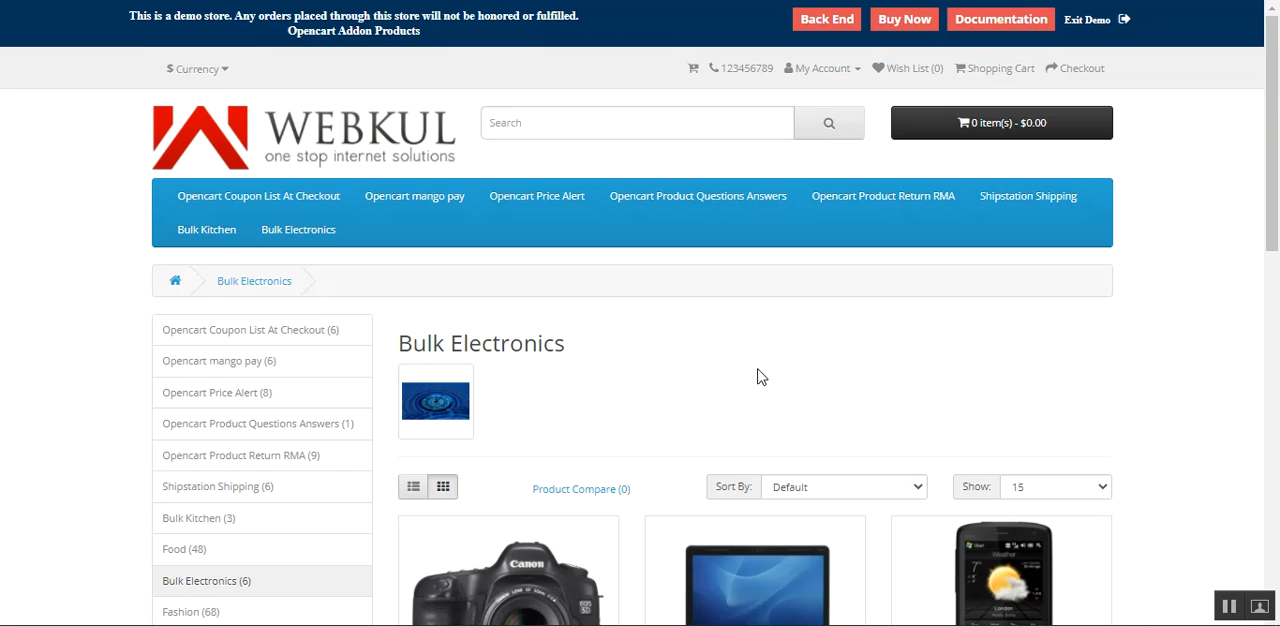 This is a demo store. Any orders placed through this store will not be honored or fulfilled.
Opencart Addon Products
Back End
Buy Now
Documentation
Exit Demo
$ Currency
123456789
My Account
Wish List (0)
Shopping Cart
Checkout
WEBKUL
one stop internet solutions
Search
0 item(s) - $0.00
Opencart Coupon List At Checkout
Opencart mango pay
Opencart Price Alert
Opencart Product Questions Answers
Opencart Product Return RMA
Shipstation Shipping
Bulk Kitchen
Bulk Electronics
Bulk Electronics
Opencart Coupon List At Checkout (6)
Opencart mango pay (6)
Opencart Price Alert (8)
Opencart Product Questions Answers (1)
Opencart Product Return RMA (9)
Shipstation Shipping (6)
Bulk Kitchen (3)
Food (48)
Bulk Electronics (6)
Fashion (68)
Bulk Electronics
Product Compare (0)
Sort By:
Default
Show:
15
Canon
EOS
5D
Start
Weather
London